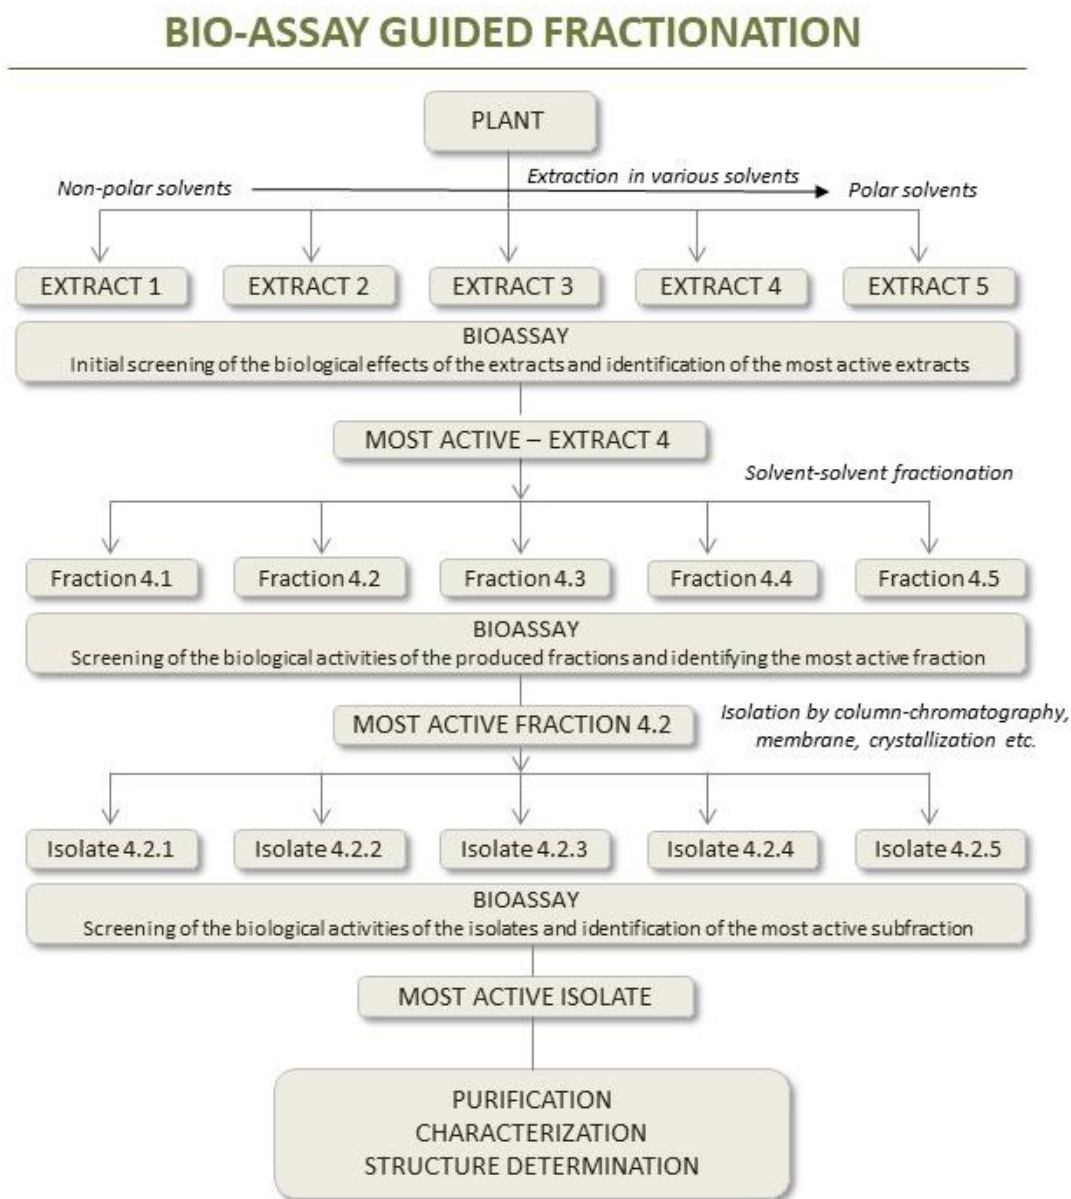 BIO-ASSAY GUIDED FRACTIONATION
PLANT
Extraction in various solvents
Non-polar solvents
Polar solvents
EXTRACT 1
EXTRACT 2
EXTRACT 3
EXTRACT 4
EXTRACT 5
BIOASSAY
Initial screening of the biological effects of the extracts and identification of the most active extracts
MOST ACTIVE – EXTRACT 4
Solvent-solvent fractionation
Fraction 4.1
Fraction 4.2
Fraction 4.3
Fraction 4.4
Fraction 4.5
BIOASSAY
Screening of the biological activities of the produced fractions and identifying the most active fraction
MOST ACTIVE FRACTION 4.2
Isolation by column-chromatography,
membrane, crystallization etc.
Isolate 4.2.1
Isolate 4.2.2
Isolate 4.2.3
Isolate 4.2.4
Isolate 4.2.5
BIOASSAY
Screening of the biological activities of the isolates and identification of the most active subfraction
MOST ACTIVE ISOLATE
PURIFICATION
CHARACTERIZATION
STRUCTURE DETERMINATION